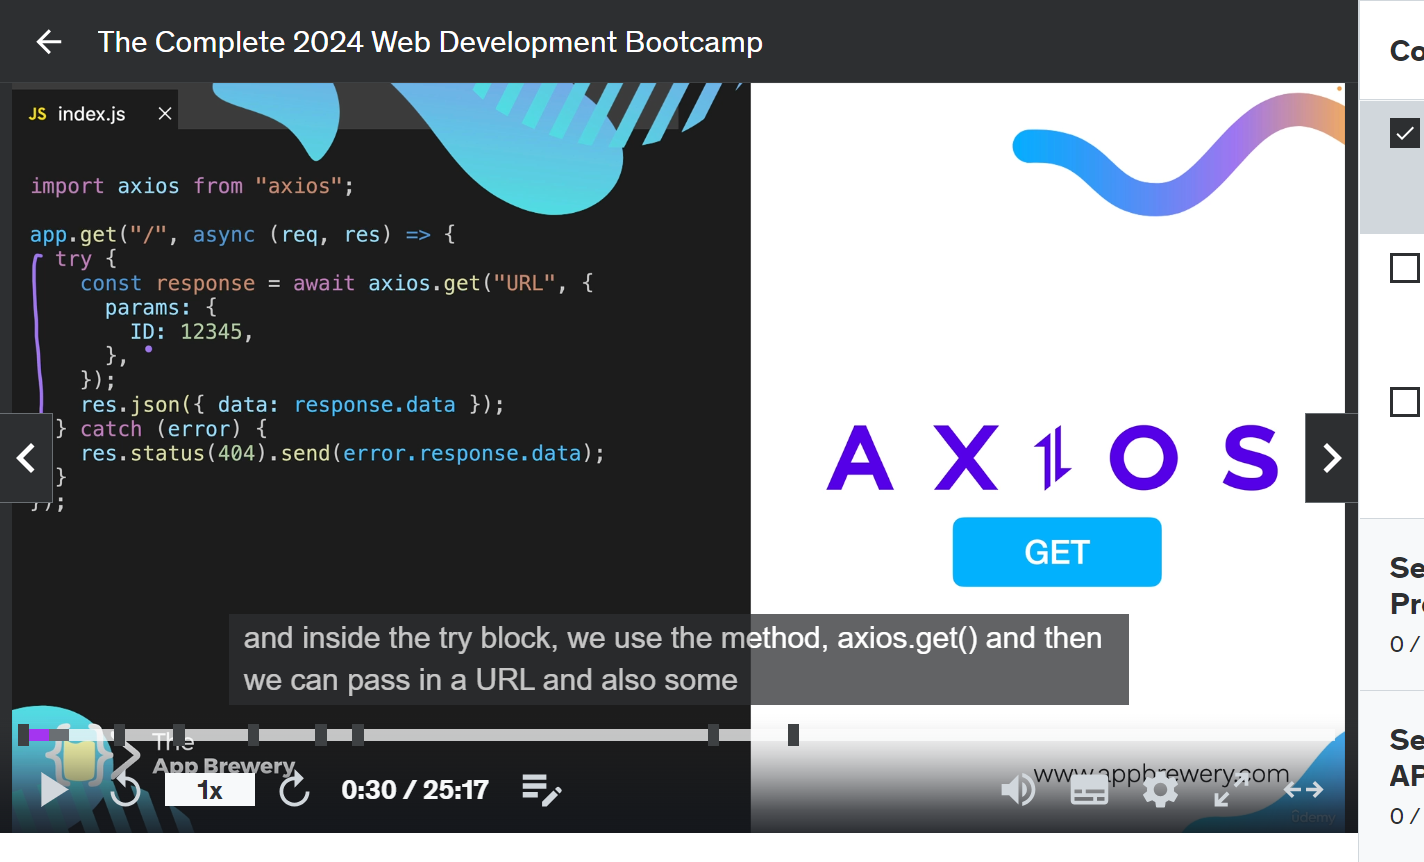 The Complete 2024 Web Development Bootcamp
Co
JS index.js
import axios from "axios";
app.get("/", async (req, res) => {
try {
const response = await axios.get("URL", {
params: {
ID: 12345,
},
});
res.json({ data: response.data });
} catch (error) {
res.status(404).send(error.response.data);
}
});
AXIOS
GET
and inside the try block, we use the method, axios.get() and then
we can pass in a URL and also some
The
App Brewery
www.appbrewery.com
1x
0:30 / 25:17
udemy
Se
Pro
0 /
Se
AP
0 /